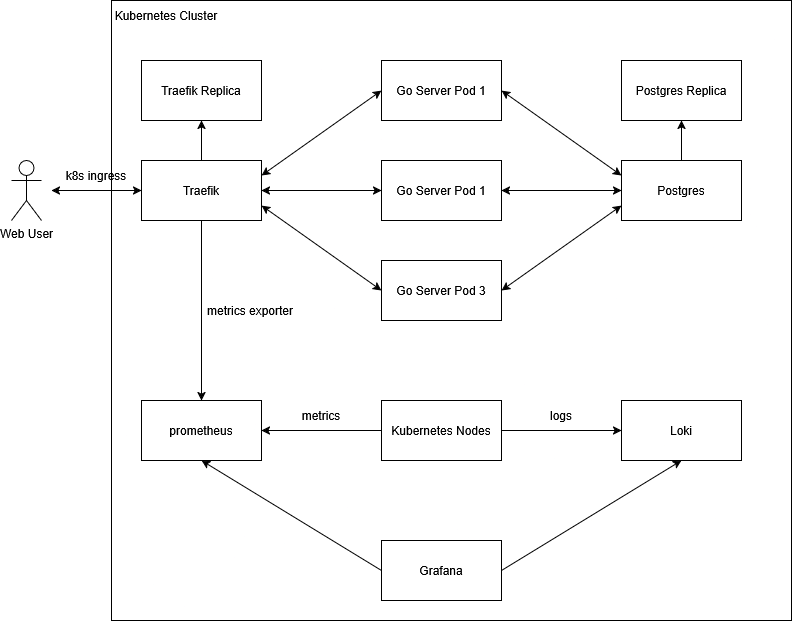 Kubernetes Cluster
Traefik Replica
Go Server Pod 1
Postgres Replica
k8s ingress
Traefik
Go Server Pod 1
Postgres
Web User
Go Server Pod 3
metrics exporter
prometheus
metrics
Kubernetes Nodes
logs
Loki
Grafana